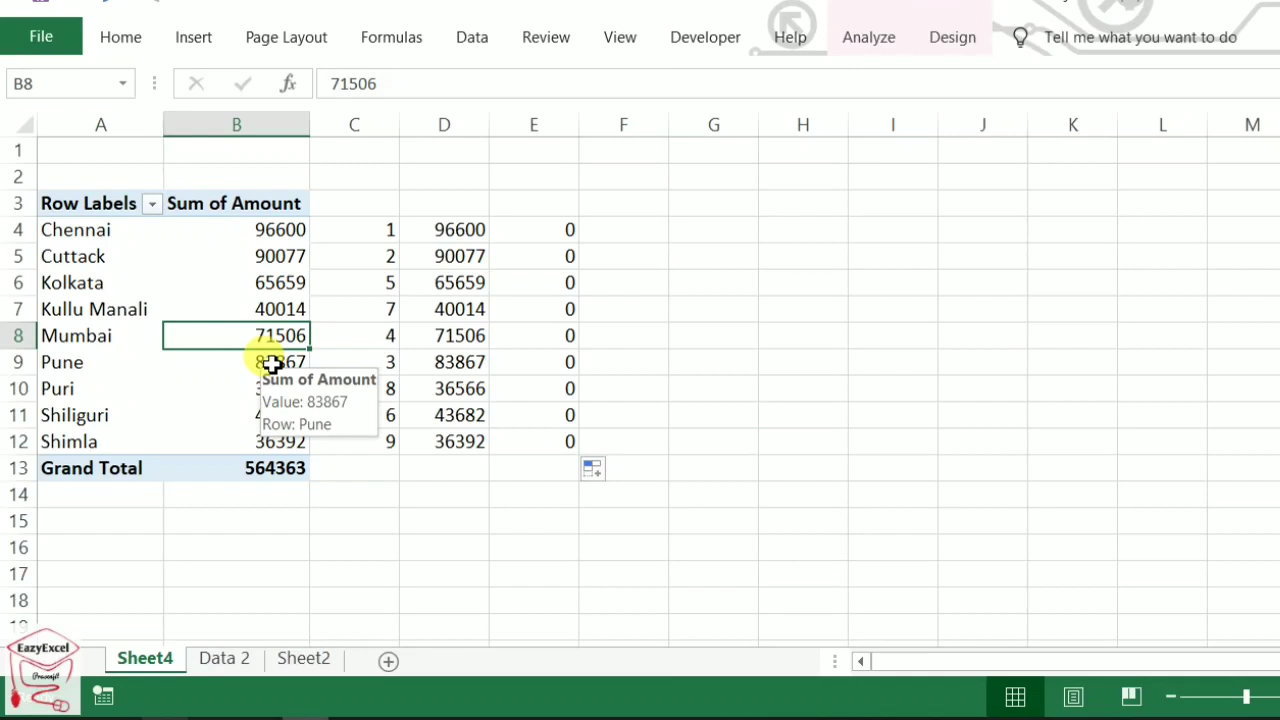 File Home Insert Page Layout Formulas Data Review View Developer Help Analyze Design Tell me what you want to do
B8 fx 71506
A B C D E F G H I J K L M
1
2
3 Row Labels Sum of Amount
4 Chennai 96600 1 96600 0
5 Cuttack 90077 2 90077 0
6 Kolkata 65659 5 65659 0
7 Kullu Manali 40014 7 40014 0
8 Mumbai 71506 4 71506 0
9 Pune 3 83867 0
Sum of Amount
Value: 83867
Row: Pune
10 Puri 8 36566 0
11 Shiliguri 6 43682 0
12 Shimla 36392 9 36392 0
13 Grand Total 564363
14
15
16
17
18
19
EazyExcel
Prosenjit
Sheet4 Data 2 Sheet2